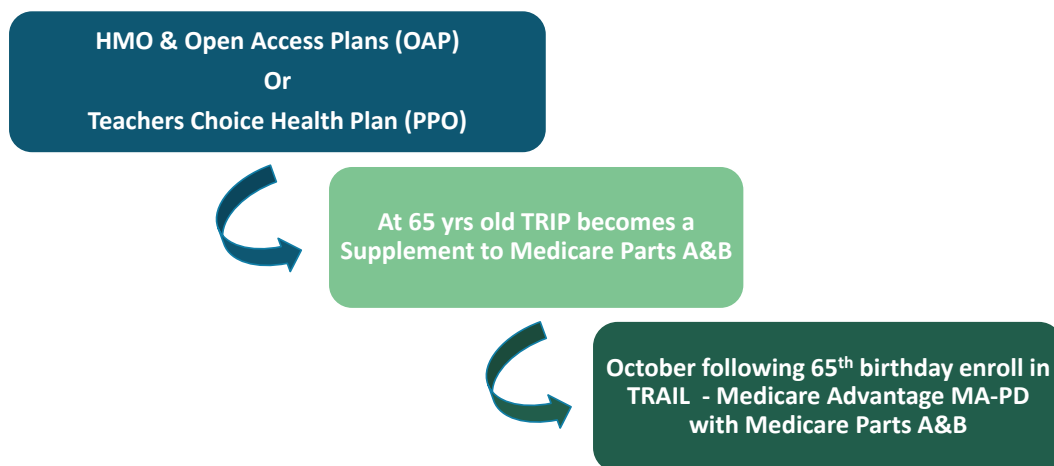 HMO & Open Access Plans (OAP)
Or
Teachers Choice Health Plan (PPO)
At 65 yrs old TRIP becomes a
Supplement to Medicare Parts A&B
October following 65th birthday enroll in
TRAIL - Medicare Advantage MA-PD
with Medicare Parts A&B